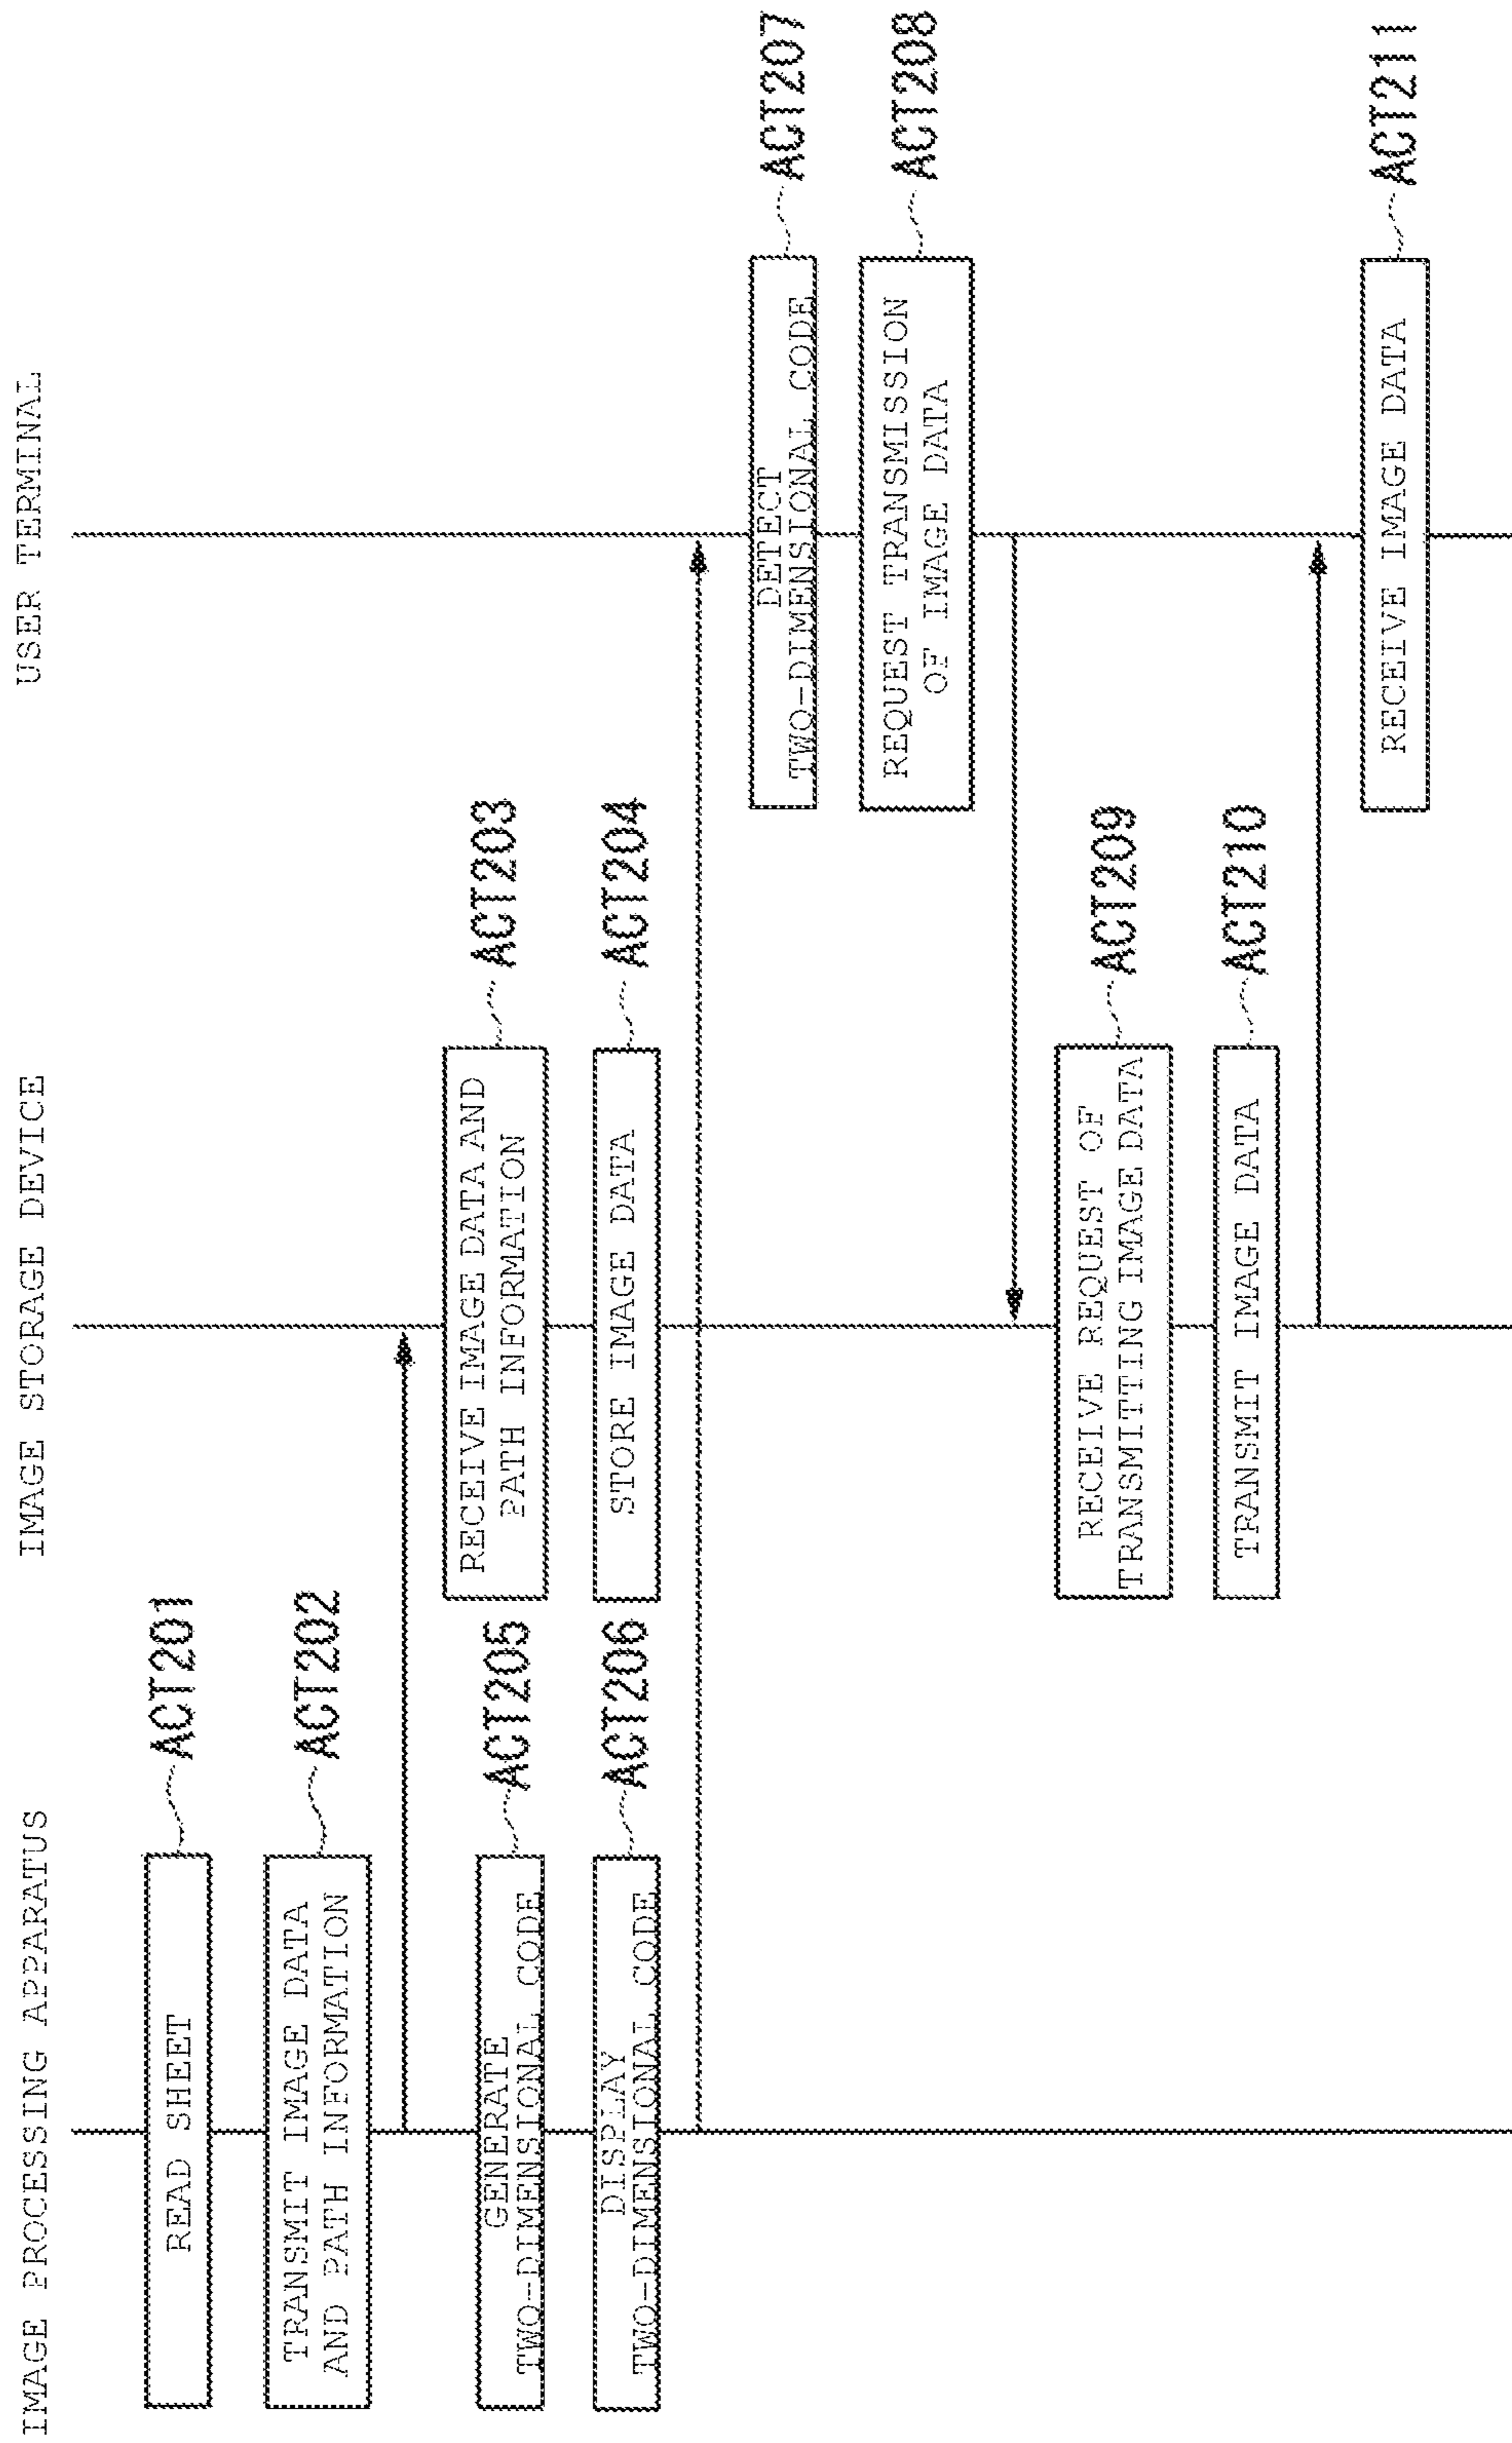 IMAGE PROCESSING APPARATUS
IMAGE STORAGE DEVICE
USER TERMINAL
READ SHEET
ACT201
TRANSMIT IMAGE DATA
AND PATH INFORMATION
ACT202
RECEIVE IMAGE DATA AND
PATH INFORMATION
ACT203
GENERATE
TWO-DIMENSIONAL CODE
ACT205
STORE IMAGE DATA
ACT204
DISPLAY
TWO-DIMENSIONAL CODE
ACT206
DETECT
TWO-DIMENSIONAL CODE
ACT207
REQUEST TRANSMISSION
OF IMAGE DATA
ACT208
RECEIVE REQUEST OF
TRANSMITTING IMAGE DATA
ACT209
TRANSMIT IMAGE DATA
ACT210
RECEIVE IMAGE DATA
ACT211